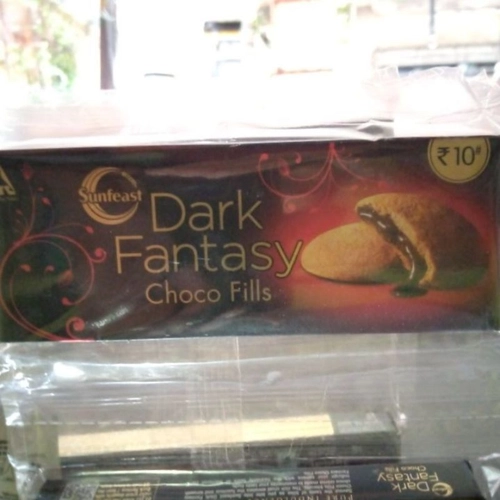 Sunfeast
₹10#
Dark
Fantasy
Choco Fills
Dark
Fantasy
Choco Fills